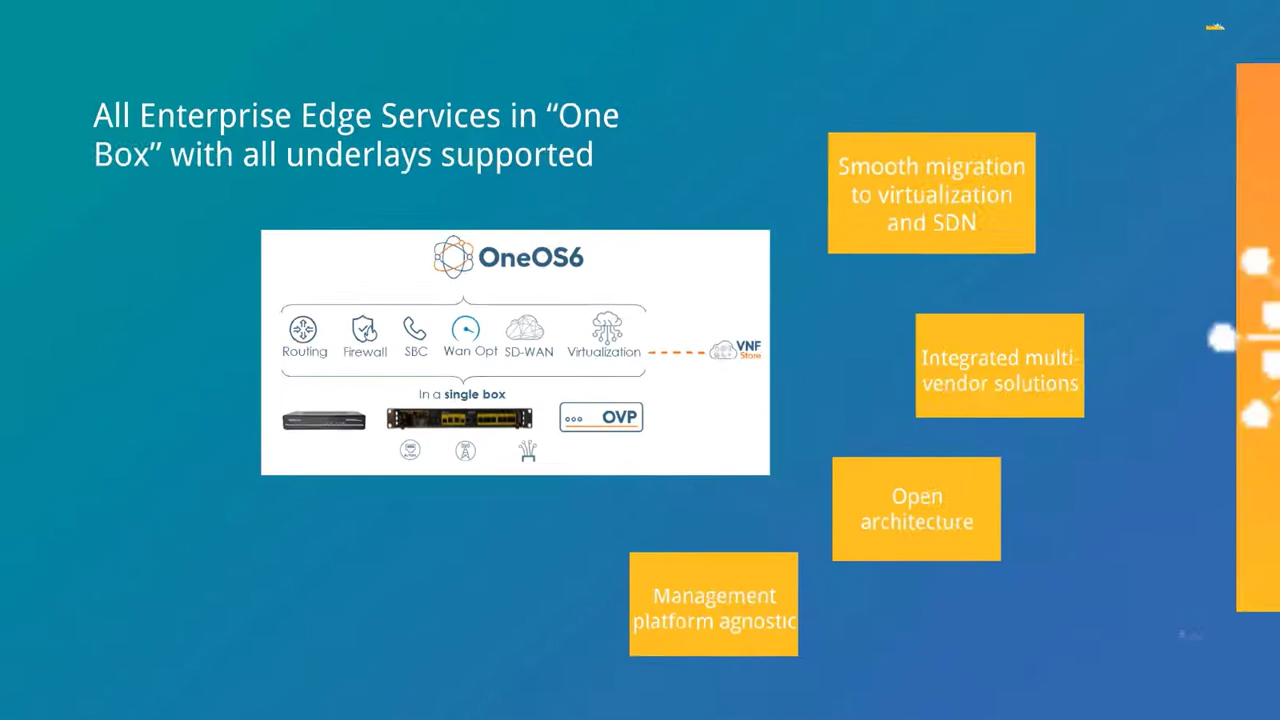 All Enterprise Edge Services in “One
Box” with all underlays supported
Smooth migration
to virtualization
and SDN
OneOS6
Routing Firewall SBC Wan Opt SD-WAN Virtualization
VNF
Store
In a single box
OVP
Integrated multi-
vendor solutions
Open
architecture
Management
platform agnostic